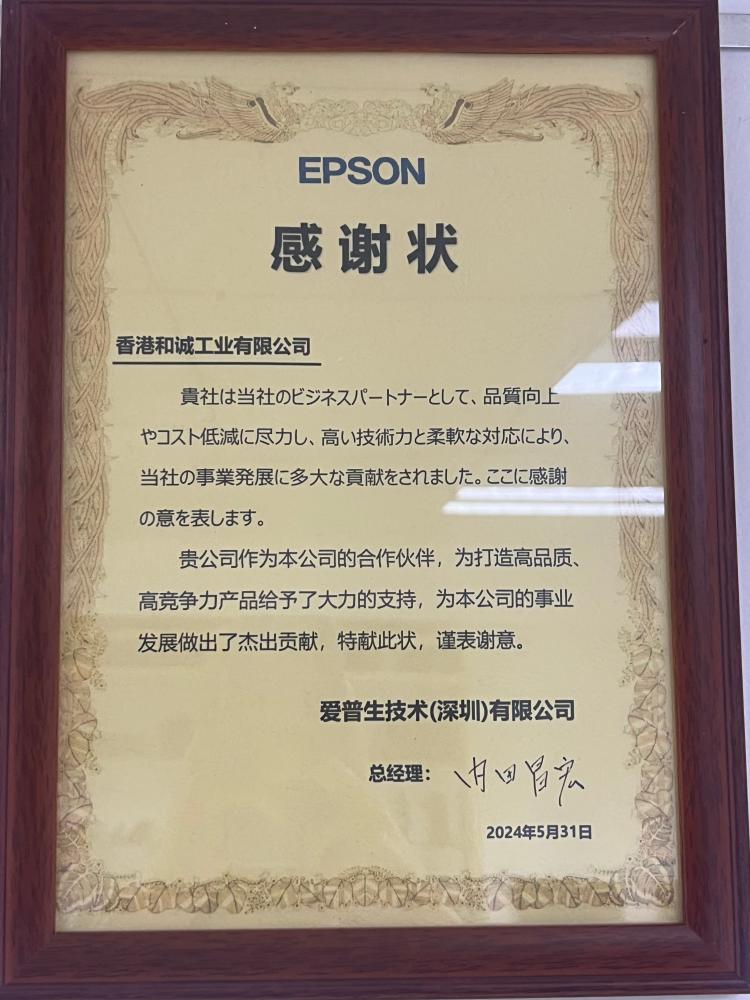 EPSON
感谢状
香港和诚工业有限公司
貴社は当社のビジネスパートナーとして、品質向上
やコスト低減に尽力し、高い技術力と柔軟な対応により、
当社の事業発展に多大な貢献をされました。ここに感謝
の意を表します。
贵公司作为本公司的合作伙伴，为打造高品质、
高竞争力产品给予了大力的支持，为本公司的事业
发展做出了杰出贡献，特献此状，谨表谢意。
爱普生技术(深圳)有限公司
总经理：内田昌宏
2024年5月31日